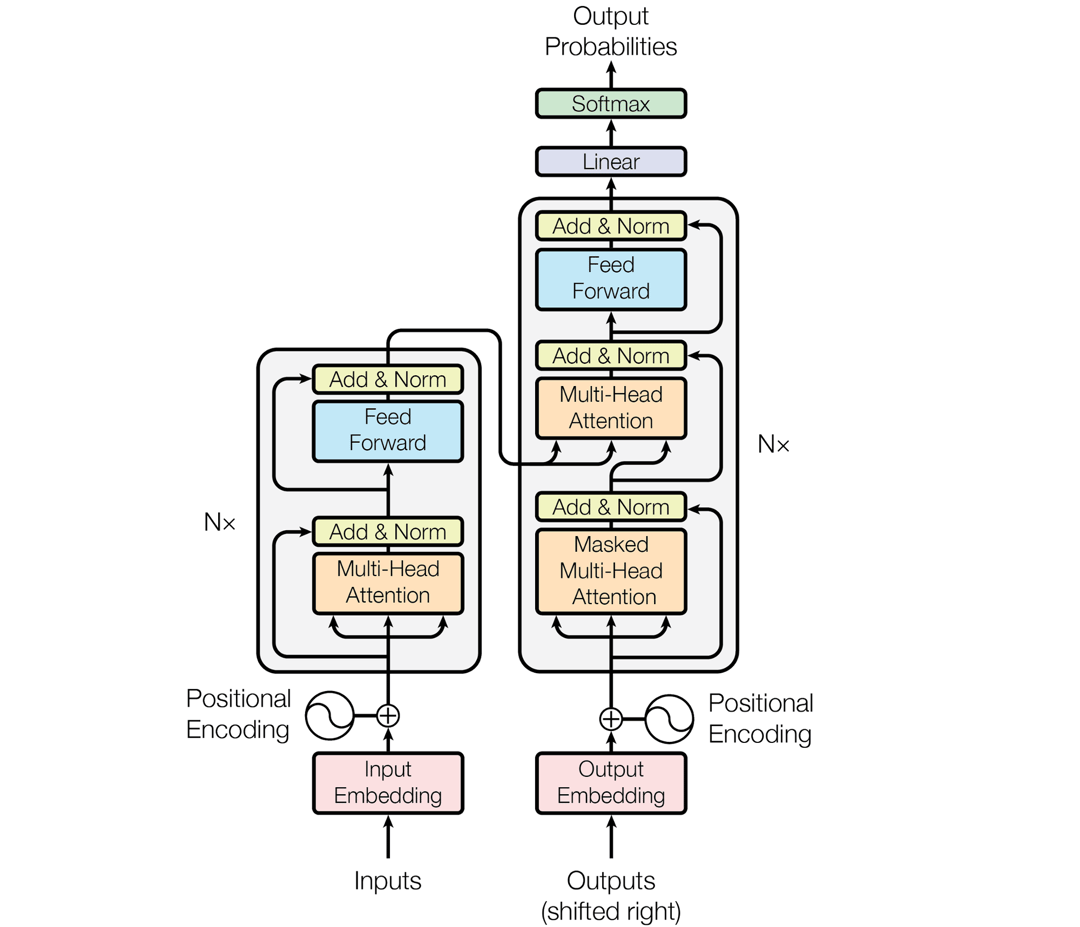 Output
Probabilities
Softmax
Linear
Add & Norm
Feed
Forward
Add & Norm
Multi-Head
Attention
Add & Norm
Masked
Multi-Head
Attention
N×
Add & Norm
Feed
Forward
Add & Norm
Multi-Head
Attention
N×
Positional
Encoding
Positional
Encoding
Input
Embedding
Output
Embedding
Inputs
Outputs
(shifted right)